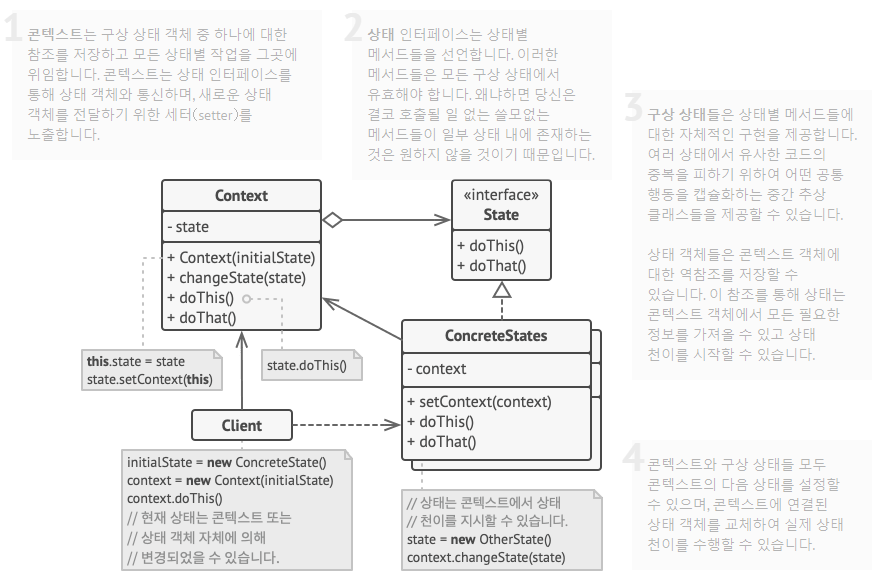 1
콘텍스트는 구상 상태 객체 중 하나에 대한
참조를 저장하고 모든 상태별 작업을 그곳에
위임합니다. 콘텍스트는 상태 인터페이스를
통해 상태 객체와 통신하며, 새로운 상태
객체를 전달하기 위한 세터(setter)를
노출합니다.
2
상태 인터페이스는 상태별
메서드들을 선언합니다. 이러한
메서드들은 모든 구상 상태에서
유효해야 합니다. 왜냐하면 당신은
결코 호출될 일 없는 쓸모없는
메서드들이 일부 상태 내에 존재하는
것은 원하지 않을 것이기 때문입니다.
3
구상 상태들은 상태별 메서드들에
대한 자체적인 구현을 제공합니다.
여러 상태에서 유사한 코드의
중복을 피하기 위하여 어떤 공통
행동을 캡슐화하는 중간 추상
클래스들을 제공할 수 있습니다.
상태 객체들은 콘텍스트 객체에
대한 역참조를 저장할 수
있습니다. 이 참조를 통해 상태는
콘텍스트 객체에서 모든 필요한
정보를 가져올 수 있고 상태
천이를 시작할 수 있습니다.
Context
- state
+ Context(initialState)
+ changeState(state)
+ doThis()
+ doThat()
«interface»
State
+ doThis()
+ doThat()
this.state = state
state.setContext(this)
state.doThis()
ConcreteStates
- context
+ setContext(context)
+ doThis()
+ doThat()
Client
initialState = new ConcreteState()
context = new Context(initialState)
context.doThis()
// 현재 상태는 콘텍스트 또는
// 상태 객체 자체에 의해
// 변경되었을 수 있습니다.
// 상태는 콘텍스트에서 상태
// 천이를 지시할 수 있습니다.
state = new OtherState()
context.changeState(state)
4
콘텍스트와 구상 상태들 모두
콘텍스트의 다음 상태를 설정할
수 있으며, 콘텍스트에 연결된
상태 객체를 교체하여 실제 상태
천이를 수행할 수 있습니다.